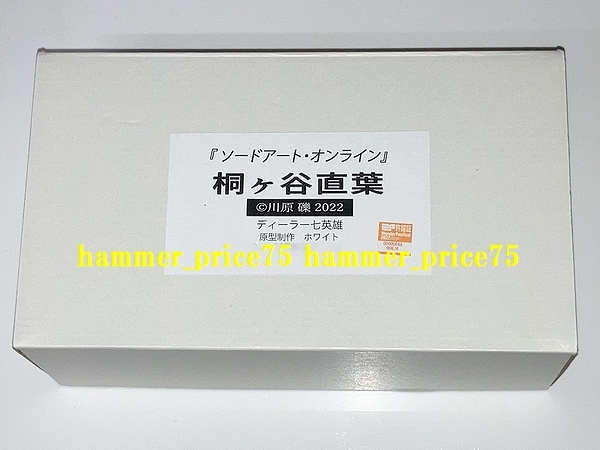 『ソードアート・オンライン』
桐ヶ谷直葉
©川原 礫 2022
ディーラー七英雄
原型制作 ホワイト
hammer_price75 hammer_price75